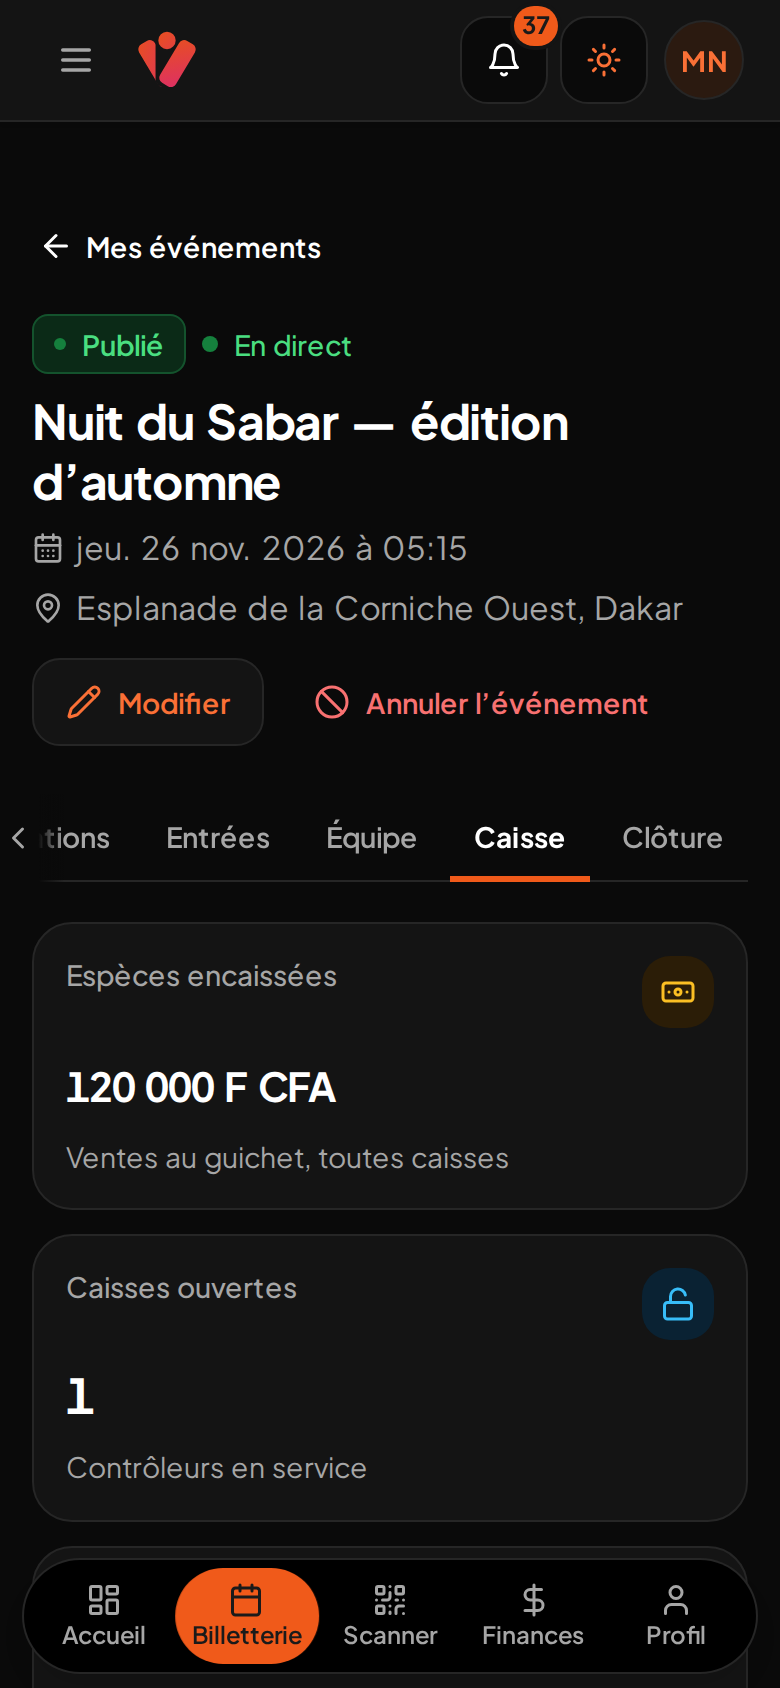 37
MN
Mes événements
Publié
En direct
Nuit du Sabar — édition
d’automne
jeu. 26 nov. 2026 à 05:15
Esplanade de la Corniche Ouest, Dakar
Modifier
Annuler l’événement
tions
Entrées
Équipe
Caisse
Clôture
Espèces encaissées
120 000 F CFA
Ventes au guichet, toutes caisses
Caisses ouvertes
1
Contrôleurs en service
Accueil
Billetterie
Scanner
Finances
Profil